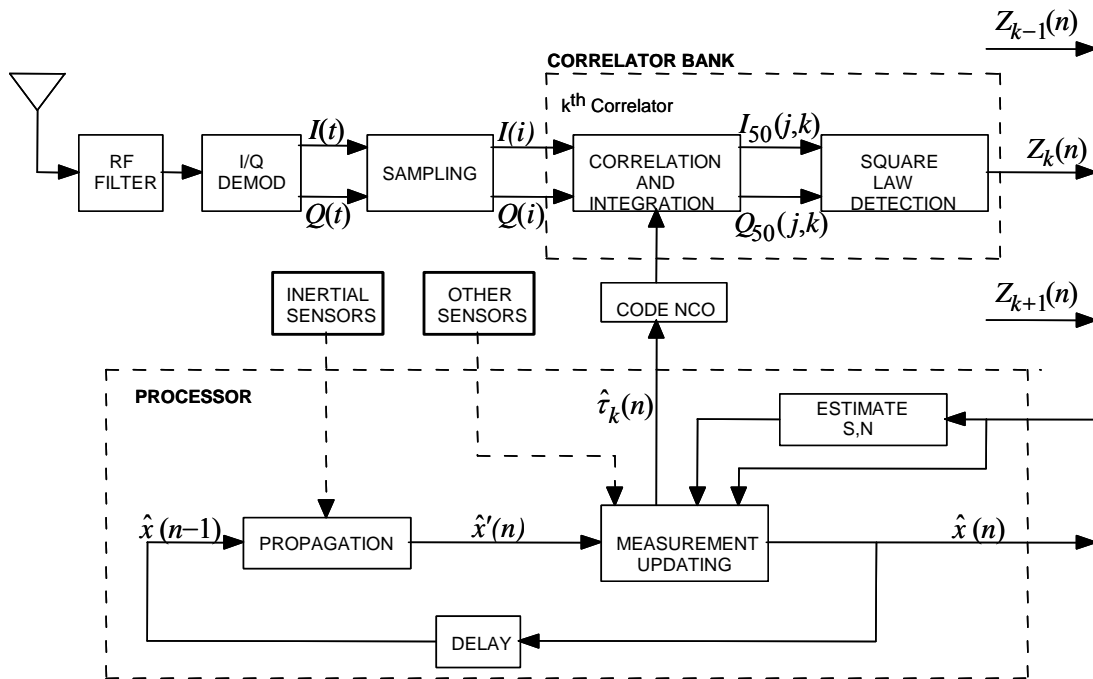 Z_{k-1}(n)
CORRELATOR BANK
k^{th} Correlator
I(t)
I(i)
I_{50}(j,k)
RF
FILTER
I/Q
DEMOD
SAMPLING
CORRELATION
AND
INTEGRATION
SQUARE
LAW
DETECTION
Z_k(n)
Q(t)
Q(i)
Q_{50}(j,k)
INERTIAL
SENSORS
OTHER
SENSORS
CODE NCO
Z_{k+1}(n)
PROCESSOR
\hat{τ}_k(n)
ESTIMATE
S,N
\hat{x}(n−1)
PROPAGATION
\hat{x}'(n)
MEASUREMENT
UPDATING
\hat{x}(n)
DELAY